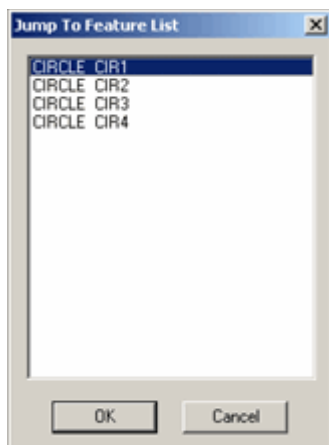 Jump To Feature List
CIRCLE CIR1
CIRCLE CIR2
CIRCLE CIR3
CIRCLE CIR4
OK
Cancel